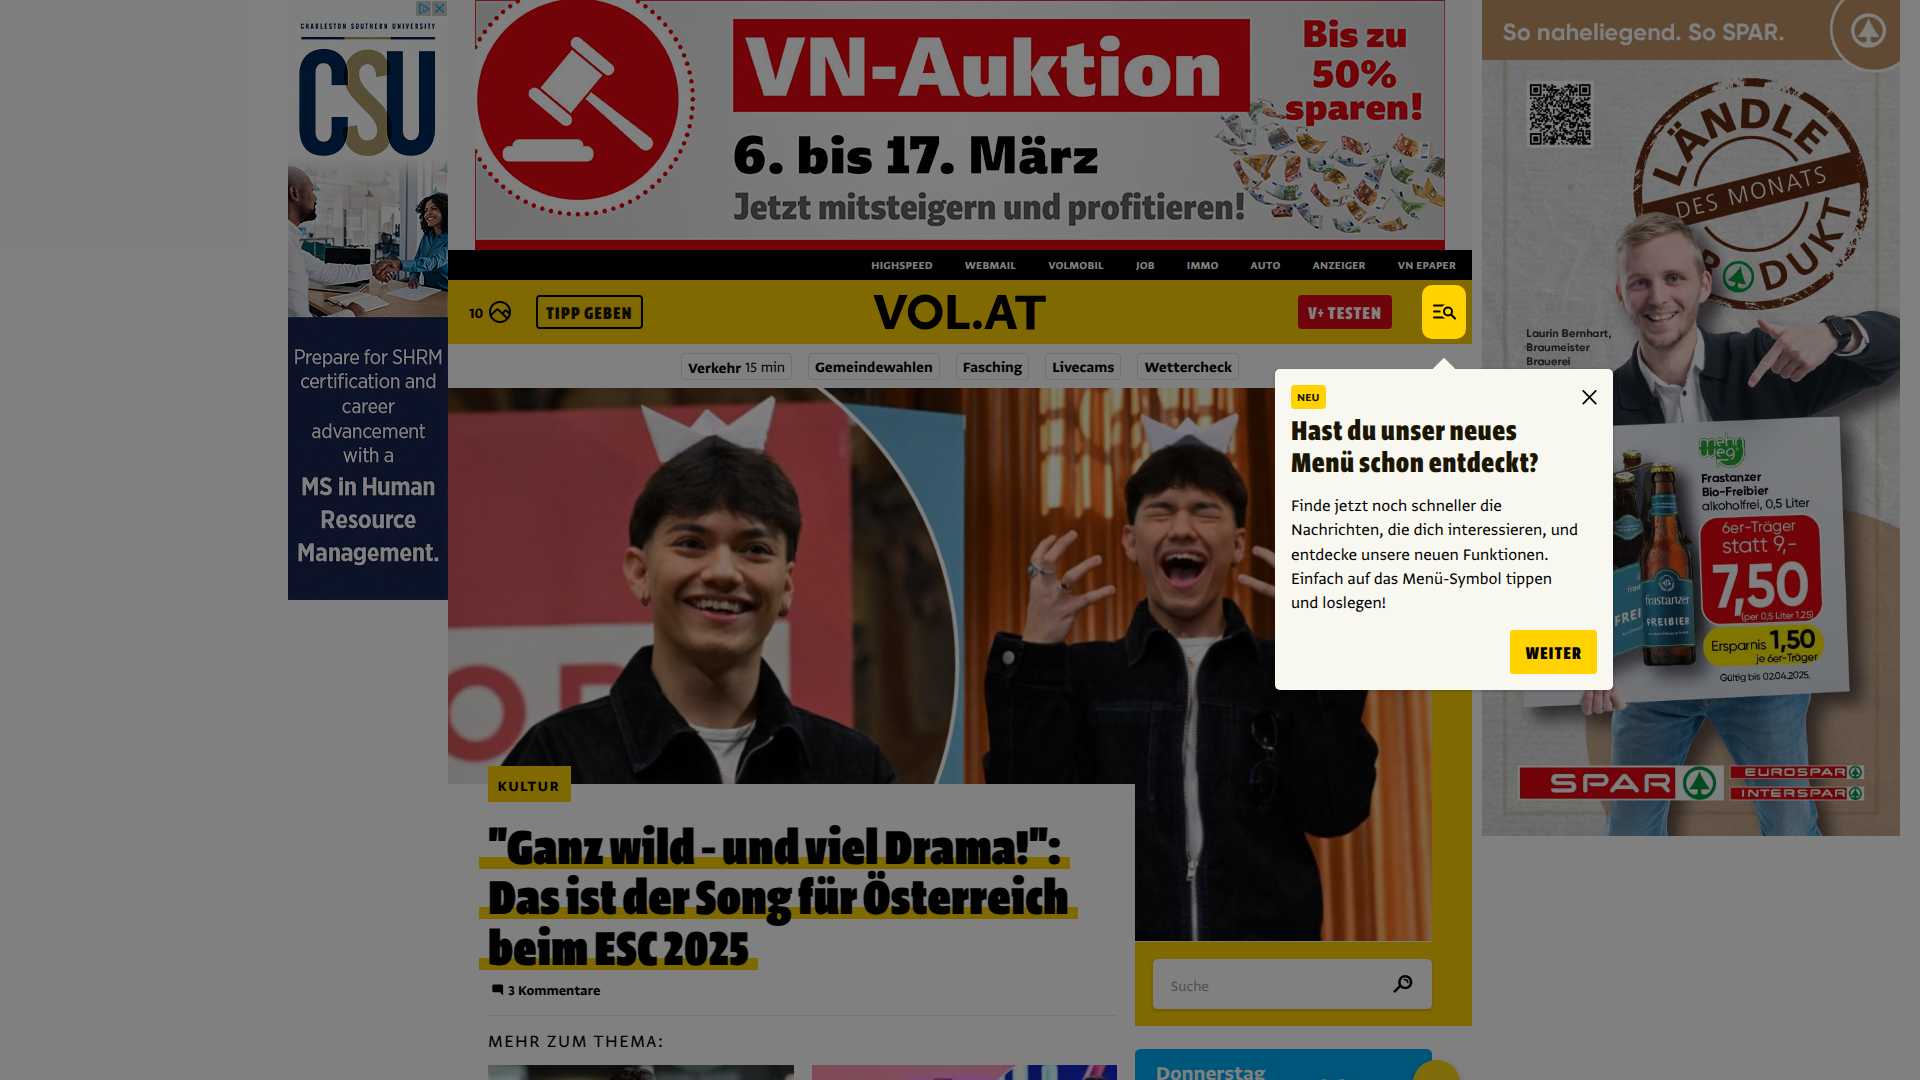 CHARLESTON SOUTHERN UNIVERSITY
CSU
Prepare for SHRM
certification and
career
advancement
with a
MS in Human
Resource
Management.
VN-Auktion
6. bis 17. März
Jetzt mitsteigern und profitieren!
Bis zu
50%
sparen!
So naheliegend. So SPAR.
LÄNDLE
DES MONATS
PRODUKT
Laurin Bernhart,
Braumeister
Brauerei
mehr
weg
Frastanzer
Bio-Freibier
alkoholfrei, 0,5 Liter
6er-Träger
statt 9,-
7,50
(per 0,5 Liter 1,25)
Ersparnis 1,50
je 6er-Träger
Gültig bis 02.04.2025.
frastanzer
FREIBIER
SPAR
EUROSPAR
INTERSPAR
HIGHSPEED WEBMAIL VOLMOBIL JOB IMMO AUTO ANZEIGER VN EPAPER
10 TIPP GEBEN VOL.AT V+ TESTEN
Verkehr 15 min Gemeindewahlen Fasching Livecams Wettercheck
NEU
Hast du unser neues
Menü schon entdeckt?
Finde jetzt noch schneller die
Nachrichten, die dich interessieren, und
entdecke unsere neuen Funktionen.
Einfach auf das Menü-Symbol tippen
und loslegen!
WEITER
KULTUR
"Ganz wild - und viel Drama!":
Das ist der Song für Österreich
beim ESC 2025
3 Kommentare
MEHR ZUM THEMA:
Suche
Donnerstag